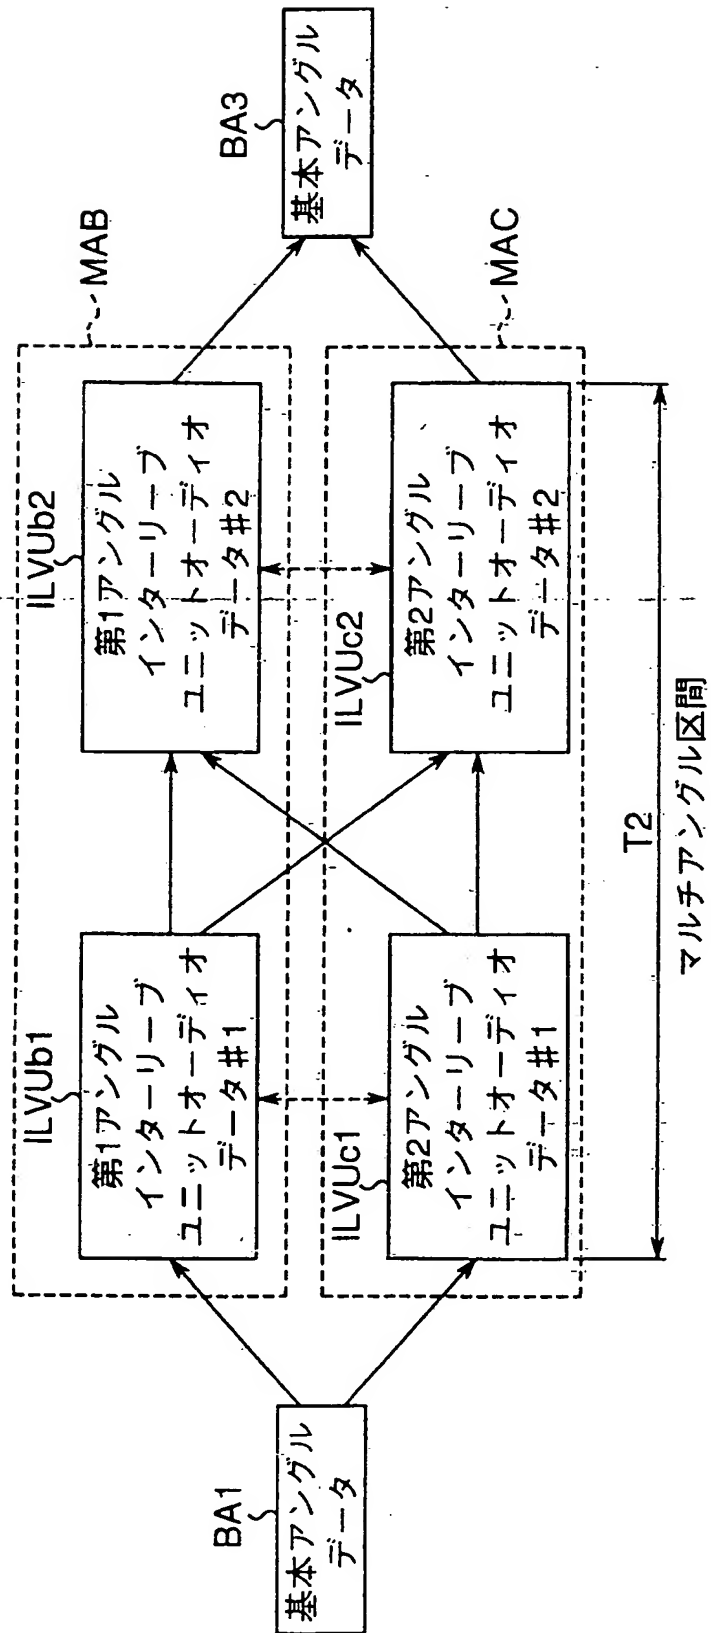 BA1
基本アングル
データ
MAB
ILVUb1
第1アングル
インターリーブ
ユニットオーディオ
データ#1
ILVUb2
第1アングル
インターリーブ
ユニットオーディオ
データ#2
BA3
基本アングル
データ
MAC
ILVUc1
第2アングル
インターリーブ
ユニットオーディオ
データ#1
ILVUc2
第2アングル
インターリーブ
ユニットオーディオ
データ#2
T2
マルチアングル区間